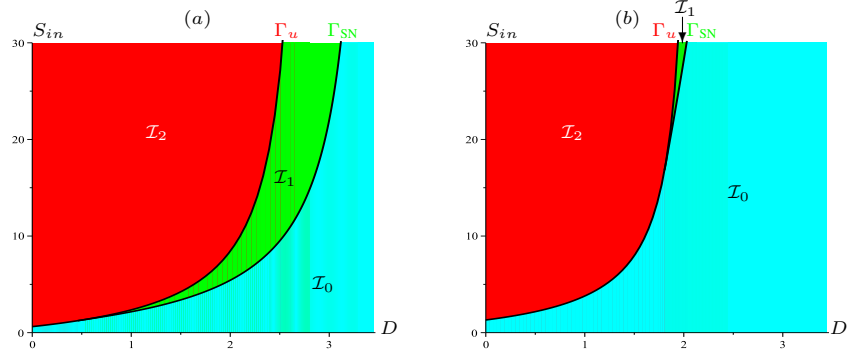 (a)
S_in Γ_u Γ_SN
30
20
10
0
I_2
I_1
I_0
0 1 2 3 D
(b)
I_1
S_in Γ_u Γ_SN
30
20
10
0
I_2
I_0
0 1 2 3 D